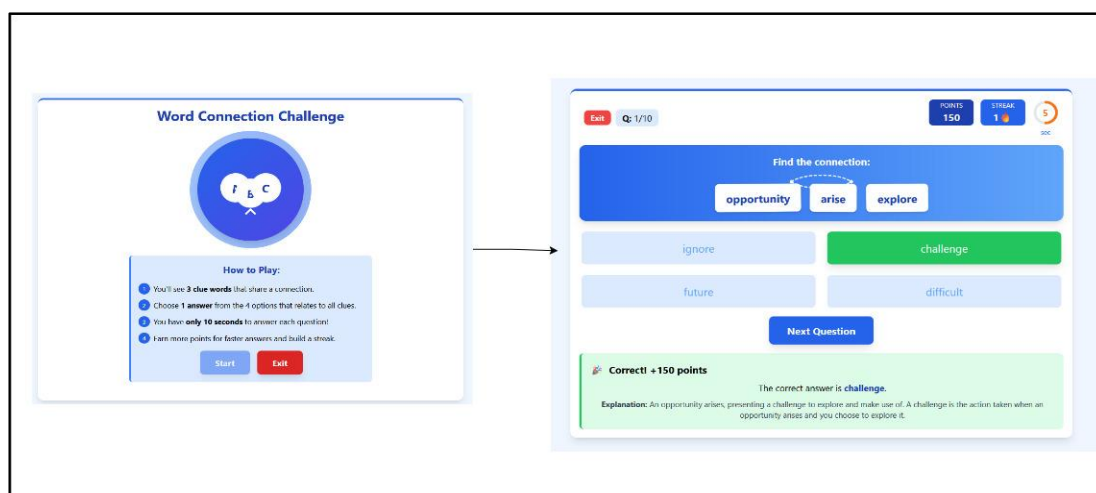 Word Connection Challenge
A b C
How to Play:
1 You'll see 3 clue words that share a connection.
2 Choose 1 answer from the 4 options that relates to all clues.
3 You have only 10 seconds to answer each question!
4 Earn more points for faster answers and build a streak.
Start Exit
Exit Q: 1/10 POINTS 150 STREAK 1 🔥 5 sec
Find the connection:
opportunity arise explore
ignore challenge
future difficult
Next Question
🎉 Correct! +150 points
The correct answer is challenge.
Explanation: An opportunity arises, presenting a challenge to explore and make use of. A challenge is the action taken when an
opportunity arises and you choose to explore it.